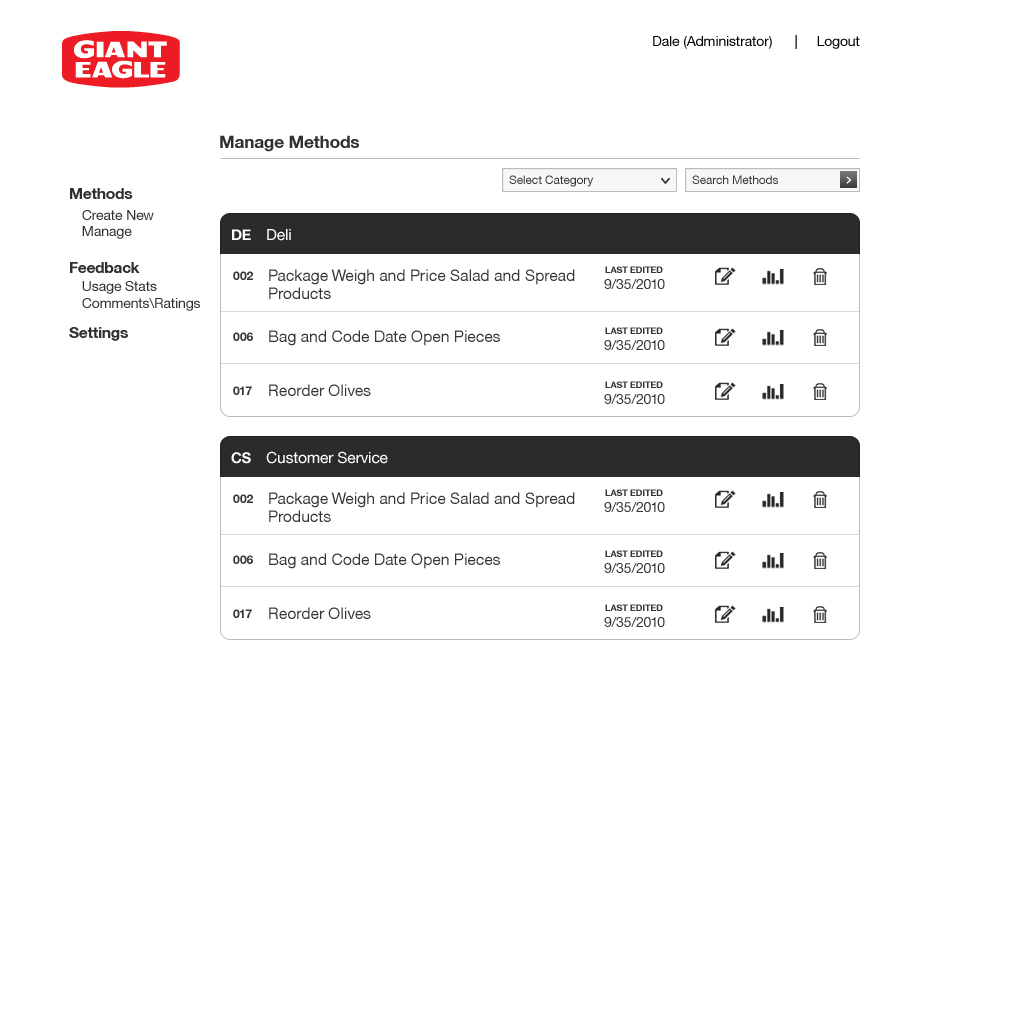 GIANT
EAGLE
Dale (Administrator) | Logout
Manage Methods
Select Category
Search Methods
Methods
Create New
Manage
Feedback
Usage Stats
Comments\Ratings
Settings
DE Deli
002 Package Weigh and Price Salad and Spread
Products
LAST EDITED
9/35/2010
006 Bag and Code Date Open Pieces
LAST EDITED
9/35/2010
017 Reorder Olives
LAST EDITED
9/35/2010
CS Customer Service
002 Package Weigh and Price Salad and Spread
Products
LAST EDITED
9/35/2010
006 Bag and Code Date Open Pieces
LAST EDITED
9/35/2010
017 Reorder Olives
LAST EDITED
9/35/2010